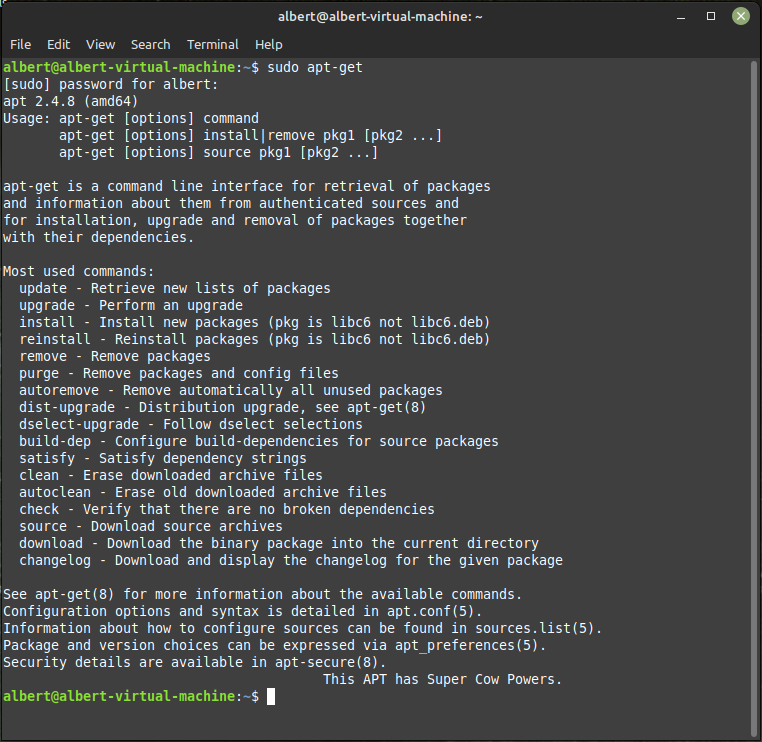 albert@albert-virtual-machine: ~
File Edit View Search Terminal Help
albert@albert-virtual-machine:~$ sudo apt-get
[sudo] password for albert:
apt 2.4.8 (amd64)
Usage: apt-get [options] command
       apt-get [options] install|remove pkg1 [pkg2 ...]
       apt-get [options] source pkg1 [pkg2 ...]

apt-get is a command line interface for retrieval of packages
and information about them from authenticated sources and
for installation, upgrade and removal of packages together
with their dependencies.

Most used commands:
  update - Retrieve new lists of packages
  upgrade - Perform an upgrade
  install - Install new packages (pkg is libc6 not libc6.deb)
  reinstall - Reinstall packages (pkg is libc6 not libc6.deb)
  remove - Remove packages
  purge - Remove packages and config files
  autoremove - Remove automatically all unused packages
  dist-upgrade - Distribution upgrade, see apt-get(8)
  dselect-upgrade - Follow dselect selections
  build-dep - Configure build-dependencies for source packages
  satisfy - Satisfy dependency strings
  clean - Erase downloaded archive files
  autoclean - Erase old downloaded archive files
  check - Verify that there are no broken dependencies
  source - Download source archives
  download - Download the binary package into the current directory
  changelog - Download and display the changelog for the given package

See apt-get(8) for more information about the available commands.
Configuration options and syntax is detailed in apt.conf(5).
Information about how to configure sources can be found in sources.list(5).
Package and version choices can be expressed via apt_preferences(5).
Security details are available in apt-secure(8).
                                        This APT has Super Cow Powers.
albert@albert-virtual-machine:~$